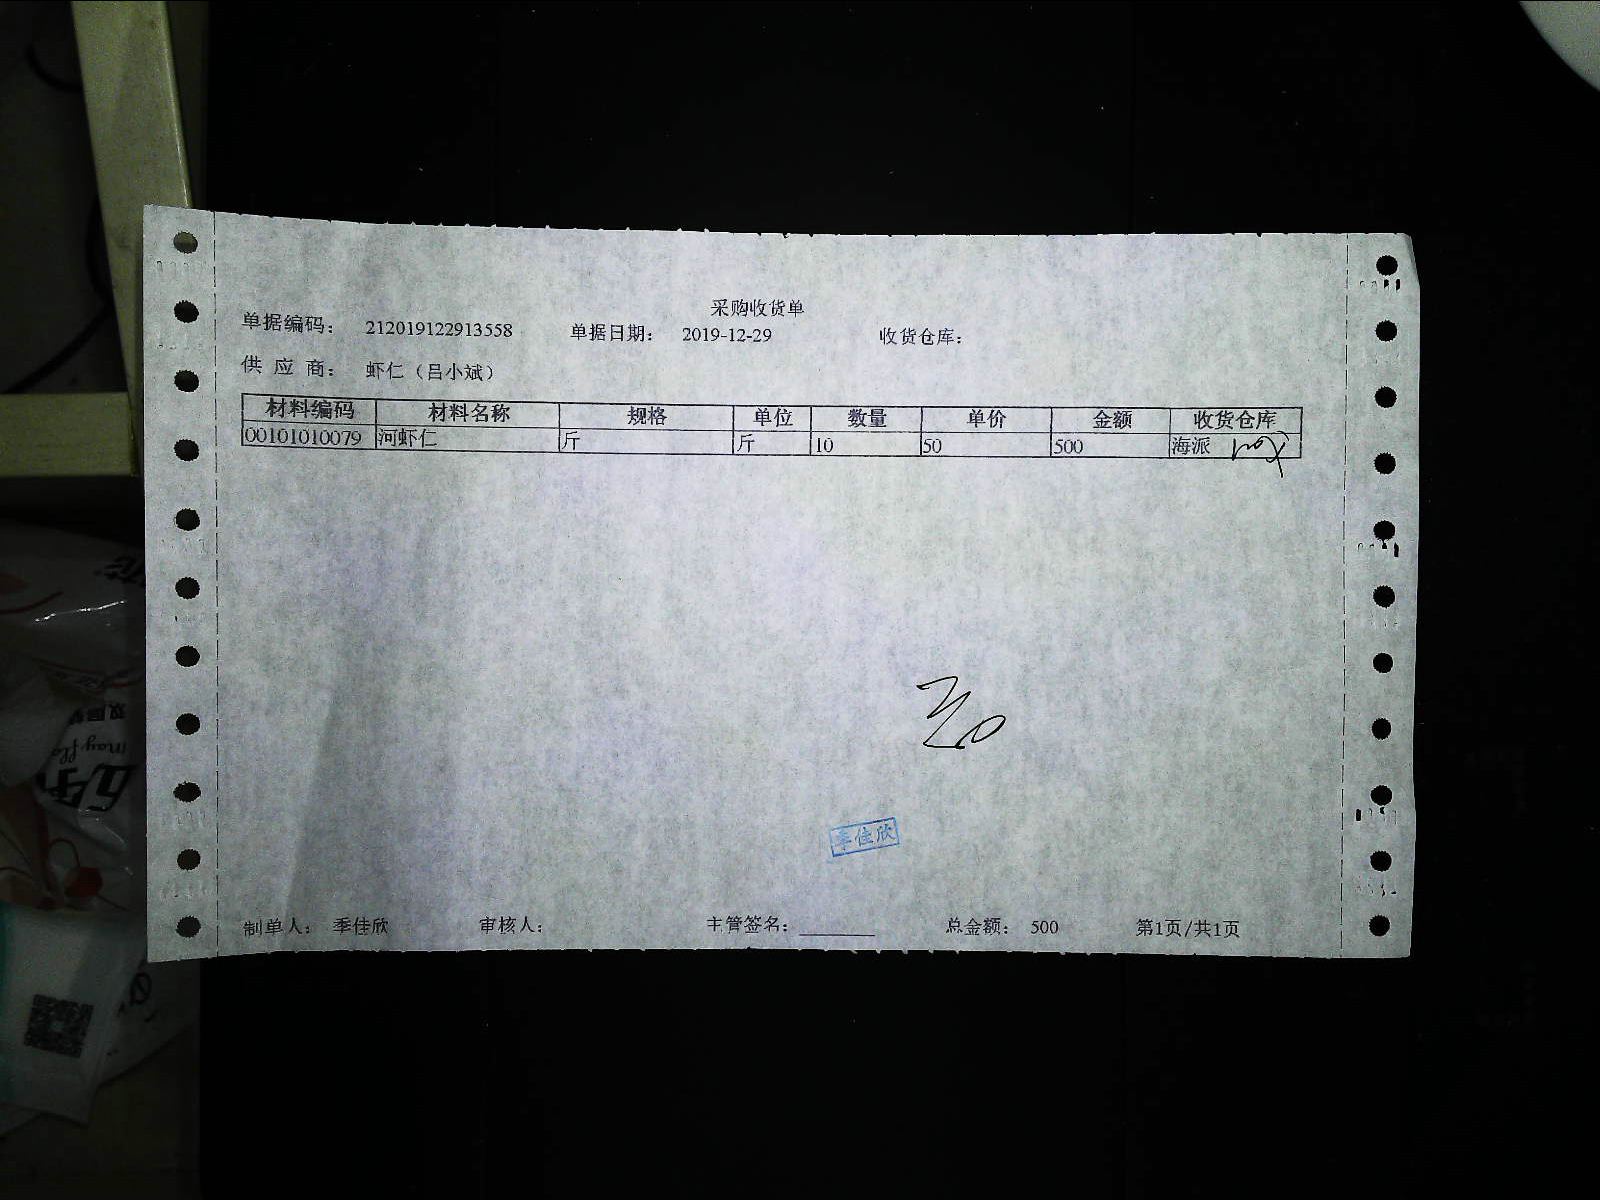 采购收货单
单据编码： 212019122913558 单据日期： 2019-12-29 收货仓库：
供 应 商： 虾仁（吕小斌）
材料编码 材料名称 规格 单位 数量 单价 金额 收货仓库
00101010079 河虾仁 斤 斤 10 50 500 海派
季佳欣
制单人： 季佳欣 审核人： 主管签名： 总金额： 500 第1页/共1页
may flo